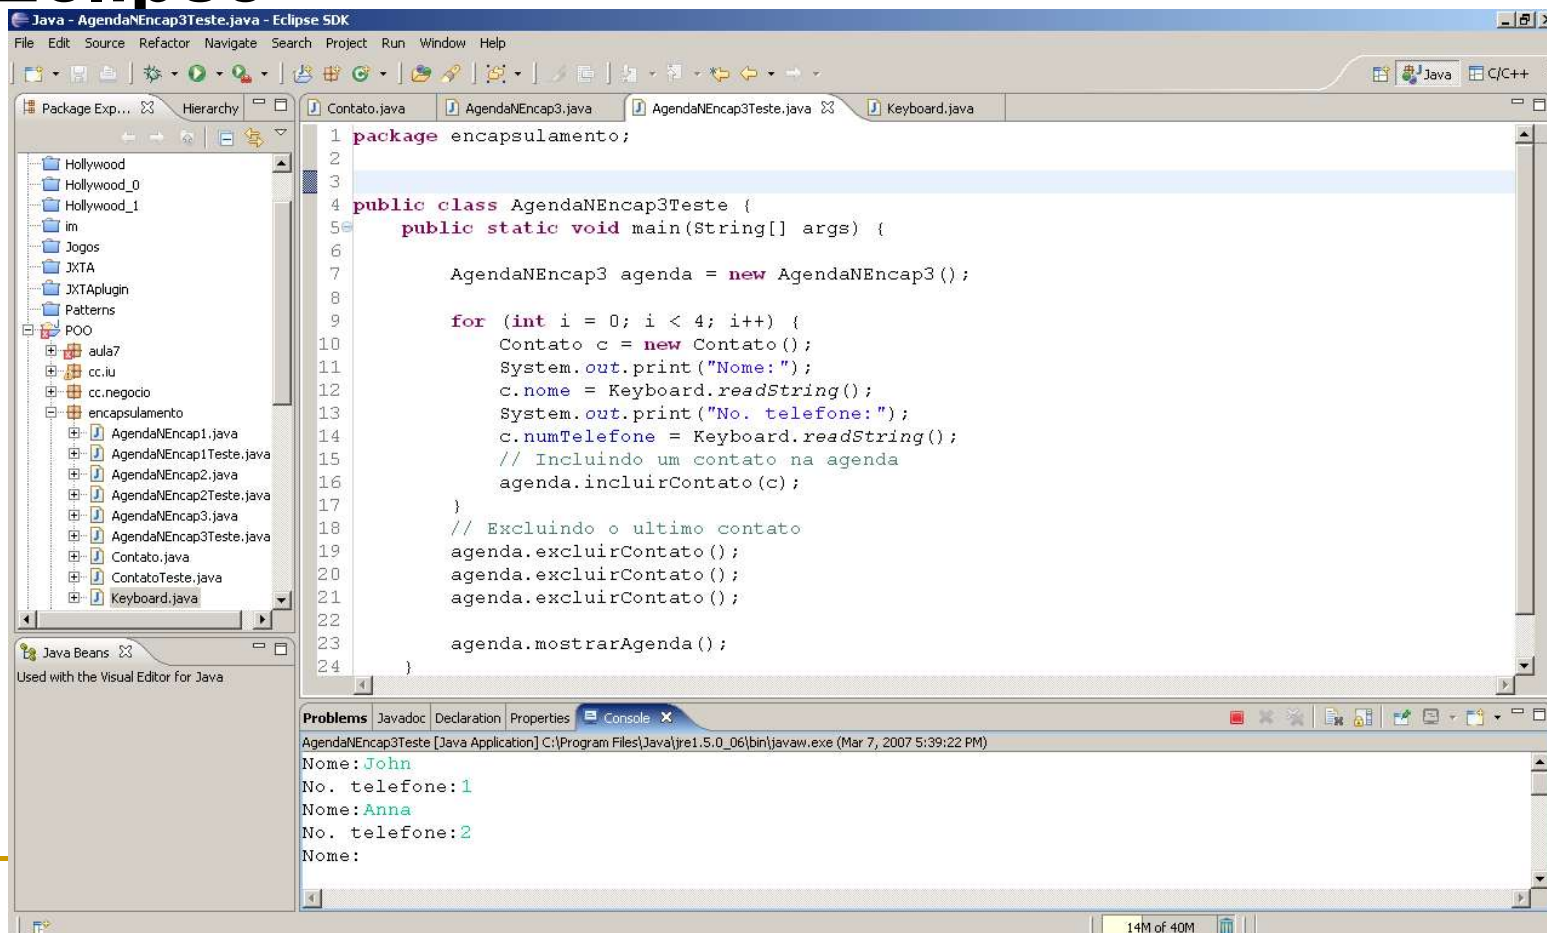 Eclipse
Java - AgendaNEncap3Teste.java - Eclipse SDK
File Edit Source Refactor Navigate Search Project Run Window Help
Java C/C++
Package Exp... Hierarchy
Hollywood
Hollywood_0
Hollywood_1
im
Jogos
JXTA
JXTAplugin
Patterns
POO
aula7
cc.iu
cc.negocio
encapsulamento
AgendaNEncap1.java
AgendaNEncap1Teste.java
AgendaNEncap2.java
AgendaNEncap2Teste.java
AgendaNEncap3.java
AgendaNEncap3Teste.java
Contato.java
ContatoTeste.java
Keyboard.java
Java Beans
Used with the Visual Editor for Java
Contato.java AgendaNEncap3.java AgendaNEncap3Teste.java Keyboard.java
1 package encapsulamento;
2
3
4 public class AgendaNEncap3Teste {
5 public static void main(String[] args) {
6
7 AgendaNEncap3 agenda = new AgendaNEncap3();
8
9 for (int i = 0; i < 4; i++) {
10 Contato c = new Contato();
11 System.out.print("Nome:");
12 c.nome = Keyboard.readString();
13 System.out.print("No. telefone:");
14 c.numTelefone = Keyboard.readString();
15 // Incluindo um contato na agenda
16 agenda.incluirContato(c);
17 }
18 // Excluindo o ultimo contato
19 agenda.excluirContato();
20 agenda.excluirContato();
21 agenda.excluirContato();
22
23 agenda.mostrarAgenda();
24 }
Problems Javadoc Declaration Properties Console
AgendaNEncap3Teste [Java Application] C:\Program Files\Java\jre1.5.0_06\bin\javaw.exe (Mar 7, 2007 5:39:22 PM)
Nome:John
No. telefone:1
Nome:Anna
No. telefone:2
Nome:
14M of 40M